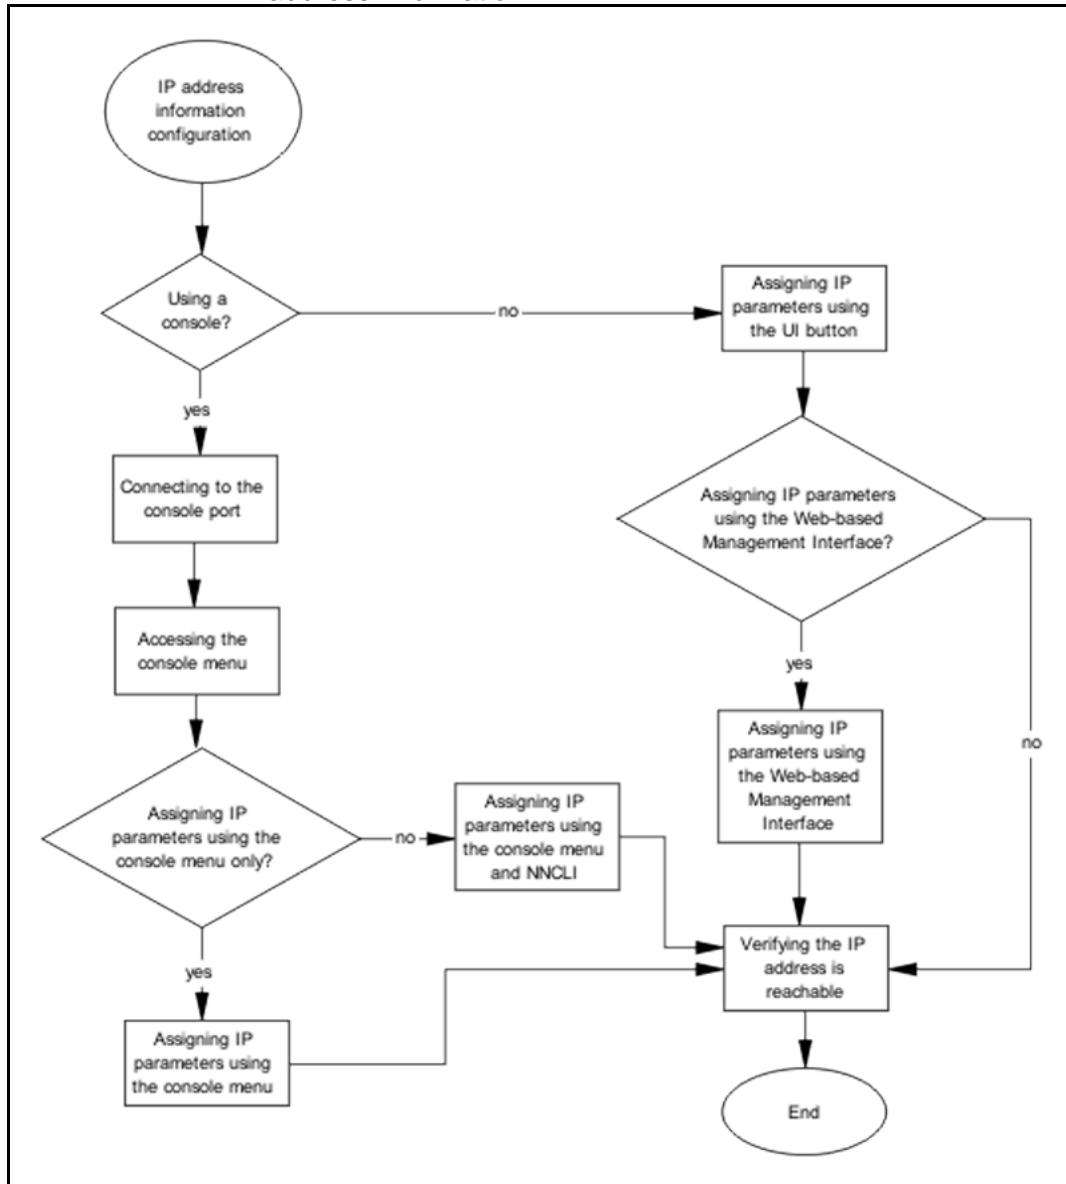 IP address
information
configuration
Using a
console?
no
Assigning IP
parameters using
the UI button
yes
Connecting to the
console port
Assigning IP parameters
using the Web-based
Management Interface?
Accessing the
console menu
yes
no
Assigning IP
parameters using
the Web-based
Management
Interface
Assigning IP
parameters using the
console menu only?
no
Assigning IP
parameters using
the console menu
and NNCLI
Verifying the IP
address is
reachable
yes
Assigning IP
parameters using
the console menu
End